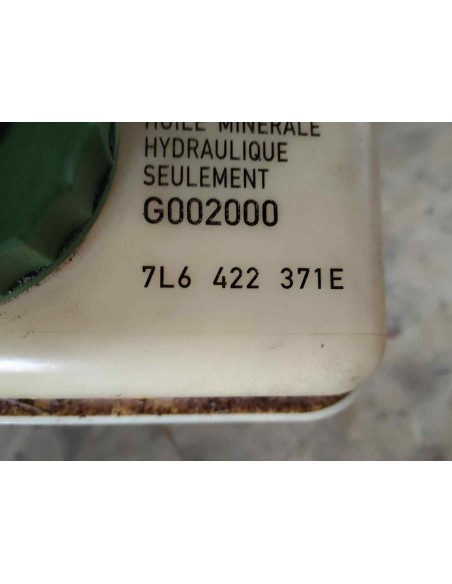 HUILE MINERALE
HYDRAULIQUE
SEULEMENT
G002000
7L6 422 371E